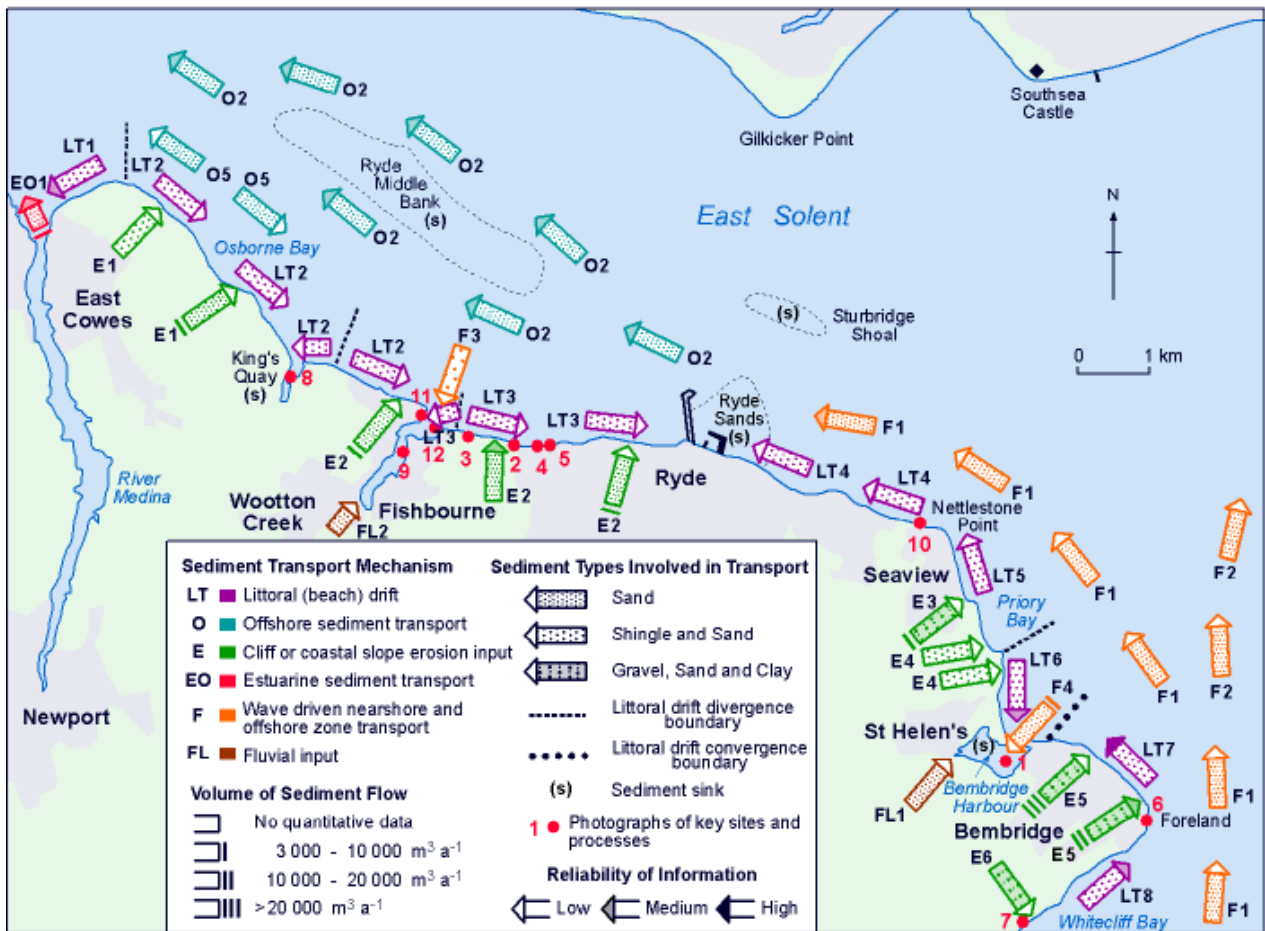 O2
O2
Southsea
Castle
Gilkicker Point
LT1
LT2
O5
O5
O2
EO1
Ryde
Middle
Bank
(s)
East Solent
N
Osborne Bay
O2
O2
E1
LT2
East
Cowes
E1
LT2
F3
O2
O2
(s)
Sturbridge
Shoal
0 1 km
King's
Quay
(s)
8
LT2
11
LT3
LT3
Ryde
Sands
(s)
F1
E2
LT3
12
3
2
4
5
9
River
Medina
Wootton
Creek
Fishbourne
FL2
E2
E2
Ryde
LT4
LT4
F1
Nettlestone
Point
10
F2
Seaview
LT5
F1
E3
Priory
Bay
E4
E4
LT6
F4
F1
F2
Newport
St Helen's
(s)
1
LT7
Bembridge
Harbour
FL1
E5
Bembridge
E5
6
Foreland
F1
E6
7
LT8
Whitecliff Bay
F1
Sediment Transport Mechanism
LT Littoral (beach) drift
O Offshore sediment transport
E Cliff or coastal slope erosion input
EO Estuarine sediment transport
F Wave driven nearshore and
offshore zone transport
FL Fluvial input
Volume of Sediment Flow
No quantitative data
3 000 - 10 000 m³ a⁻¹
10 000 - 20 000 m³ a⁻¹
>20 000 m³ a⁻¹
Sediment Types Involved in Transport
Sand
Shingle and Sand
Gravel, Sand and Clay
Littoral drift divergence
boundary
Littoral drift convergence
boundary
(s) Sediment sink
1 Photographs of key sites and
processes
Reliability of Information
Low Medium High